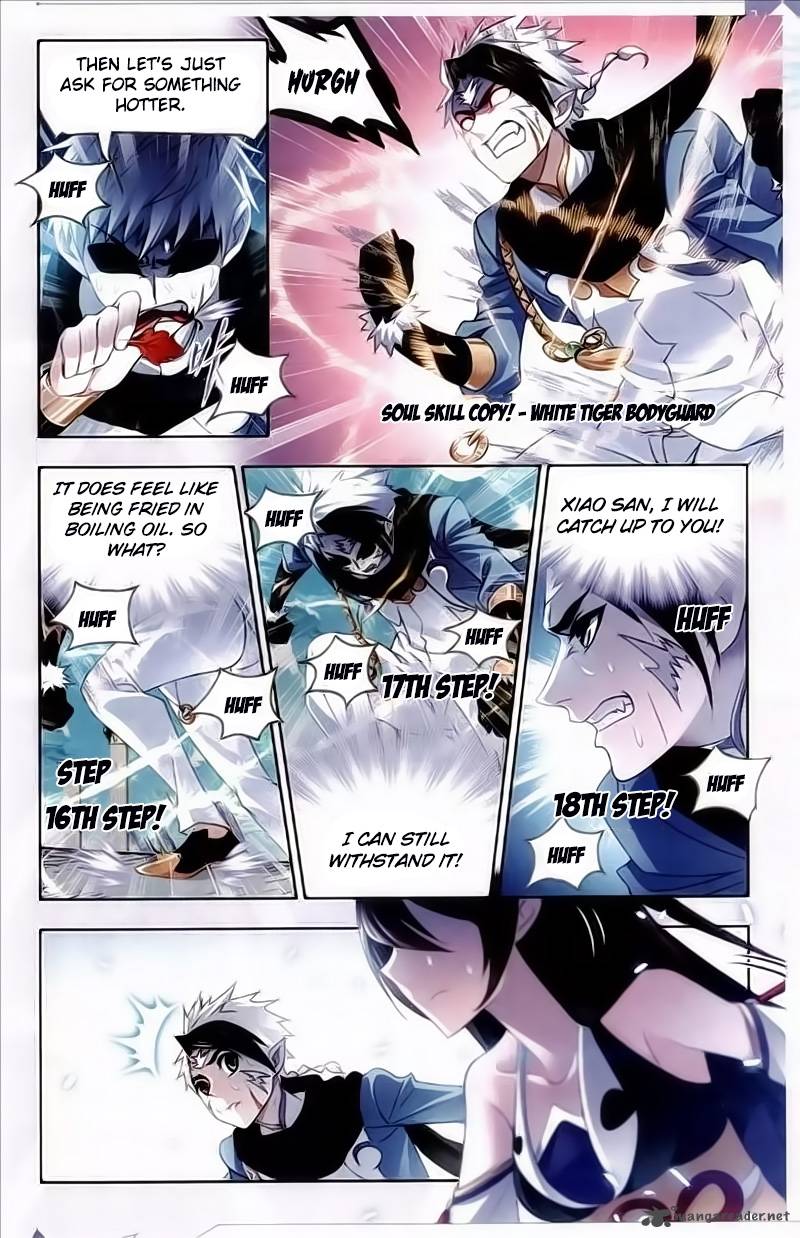 THEN LET'S JUST
ASK FOR SOMETHING
HOTTER.
HUFF
HUFF
HURGH
SOUL SKILL COPY! - WHITE TIGER BODYGUARD
IT DOES FEEL LIKE
BEING FRIED IN
BOILING OIL. SO
WHAT?
HUFF
HUFF
STEP
16TH STEP!
HUFF
HUFF
HUFF
17TH STEP!
I CAN STILL
WITHSTAND IT!
XIAO SAN, I WILL
CATCH UP TO YOU!
HUFF
HUFF
18TH STEP!
HUFF
mangareader.net